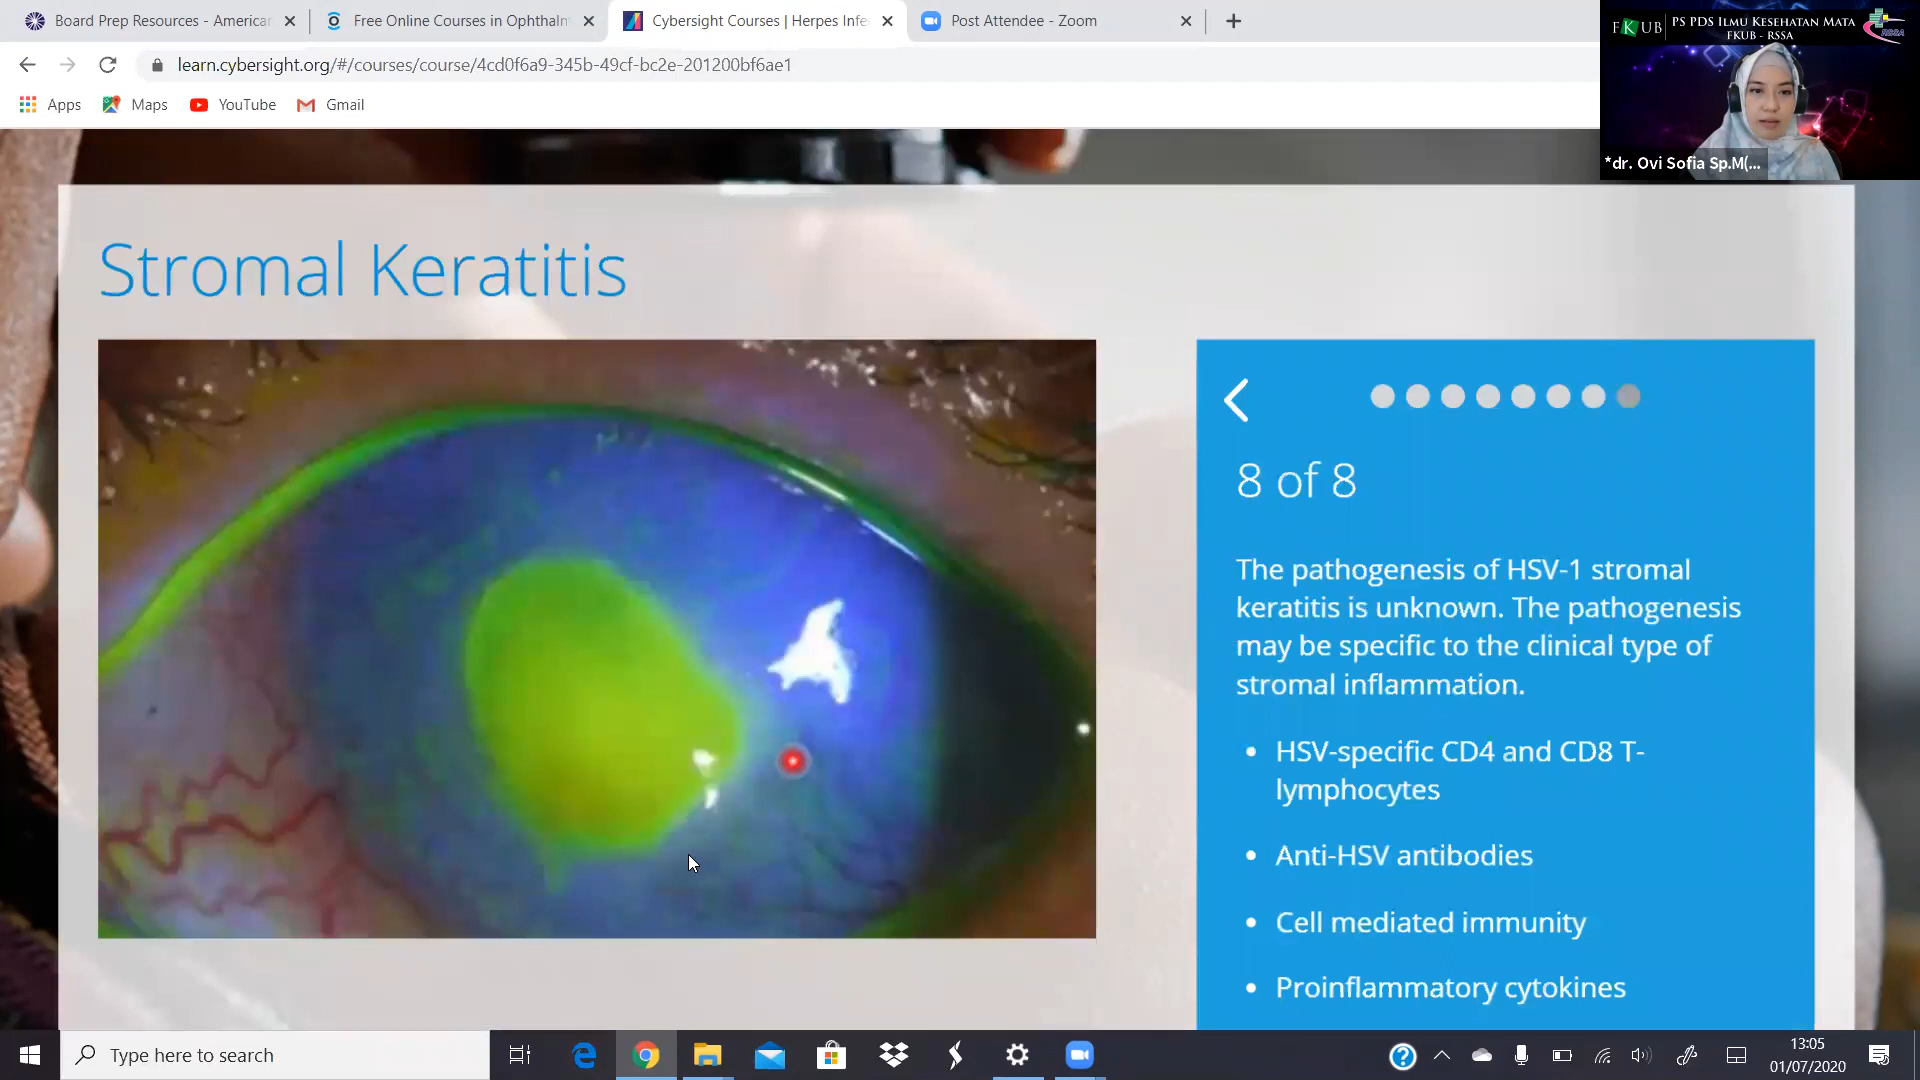 Board Prep Resources - American
Free Online Courses in Ophthalm
Cybersight Courses | Herpes Infe
Post Attendee - Zoom
learn.cybersight.org/#/courses/course/4cd0f6a9-345b-49cf-bc2e-201200bf6ae1
Apps
Maps
YouTube
Gmail
FKUB
PS PDS Ilmu Kesehatan Mata
FKUB - RSSA
RSSA
*dr. Ovi Sofia Sp.M(...
Stromal Keratitis
8 of 8
The pathogenesis of HSV-1 stromal
keratitis is unknown. The pathogenesis
may be specific to the clinical type of
stromal inflammation.
• HSV-specific CD4 and CD8 T-
lymphocytes
• Anti-HSV antibodies
• Cell mediated immunity
• Proinflammatory cytokines
Type here to search
13:05
01/07/2020